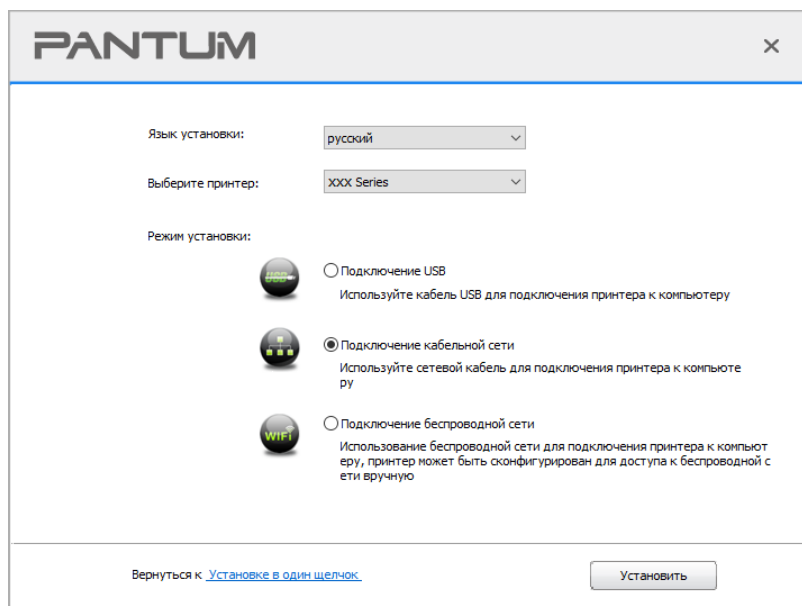 PANTUM
Язык установки:
русский
Выберите принтер:
XXX Series
Режим установки:
USB
Подключение USB
Используйте кабель USB для подключения принтера к компьютеру
Подключение кабельной сети
Используйте сетевой кабель для подключения принтера к компьюте
ру
WiFi
Подключение беспроводной сети
Использование беспроводной сети для подключения принтера к компьют
еру, принтер может быть сконфигурирован для доступа к беспроводной с
ети вручную
Вернуться к Установке в один щелчок
Установить